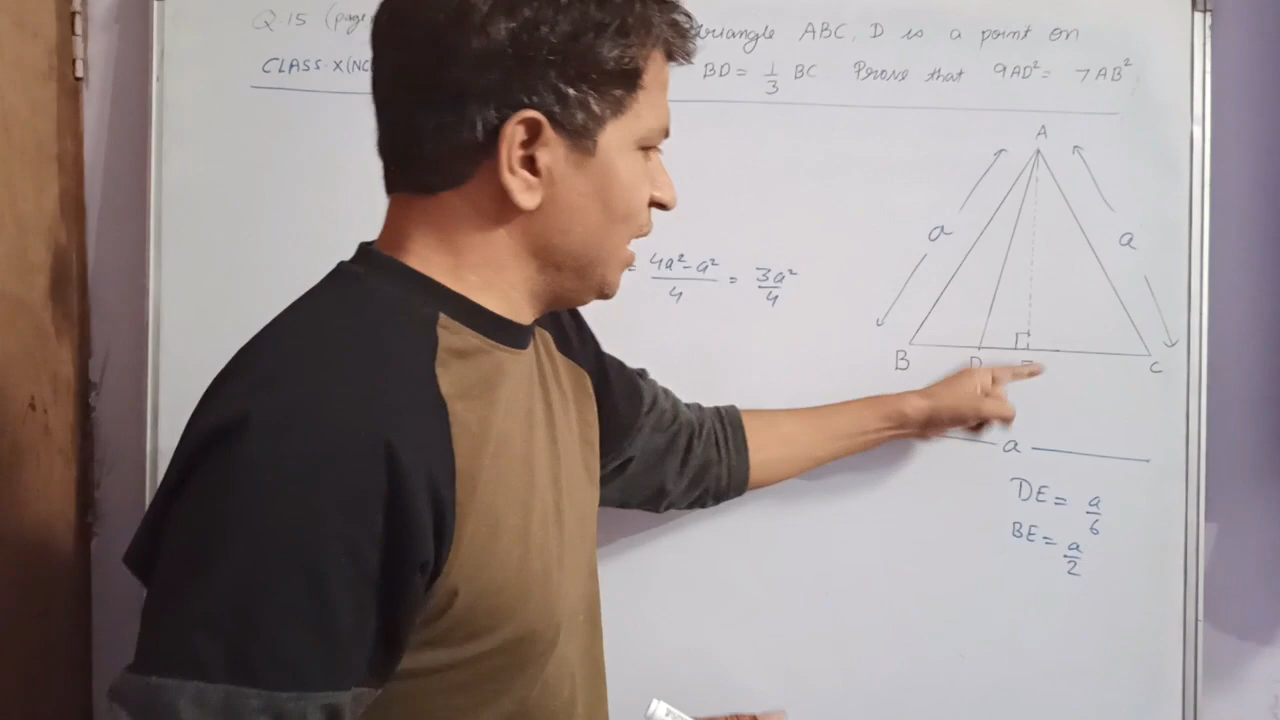 Q.15 (page triangle ABC, D is a point on
CLASS-X(NC BD = 1/3 BC Prove that 9AD² = 7AB²
A
a a
= 4a²-a²/4 = 3a²/4
B D E C
a
DE = a/6
BE = a/2